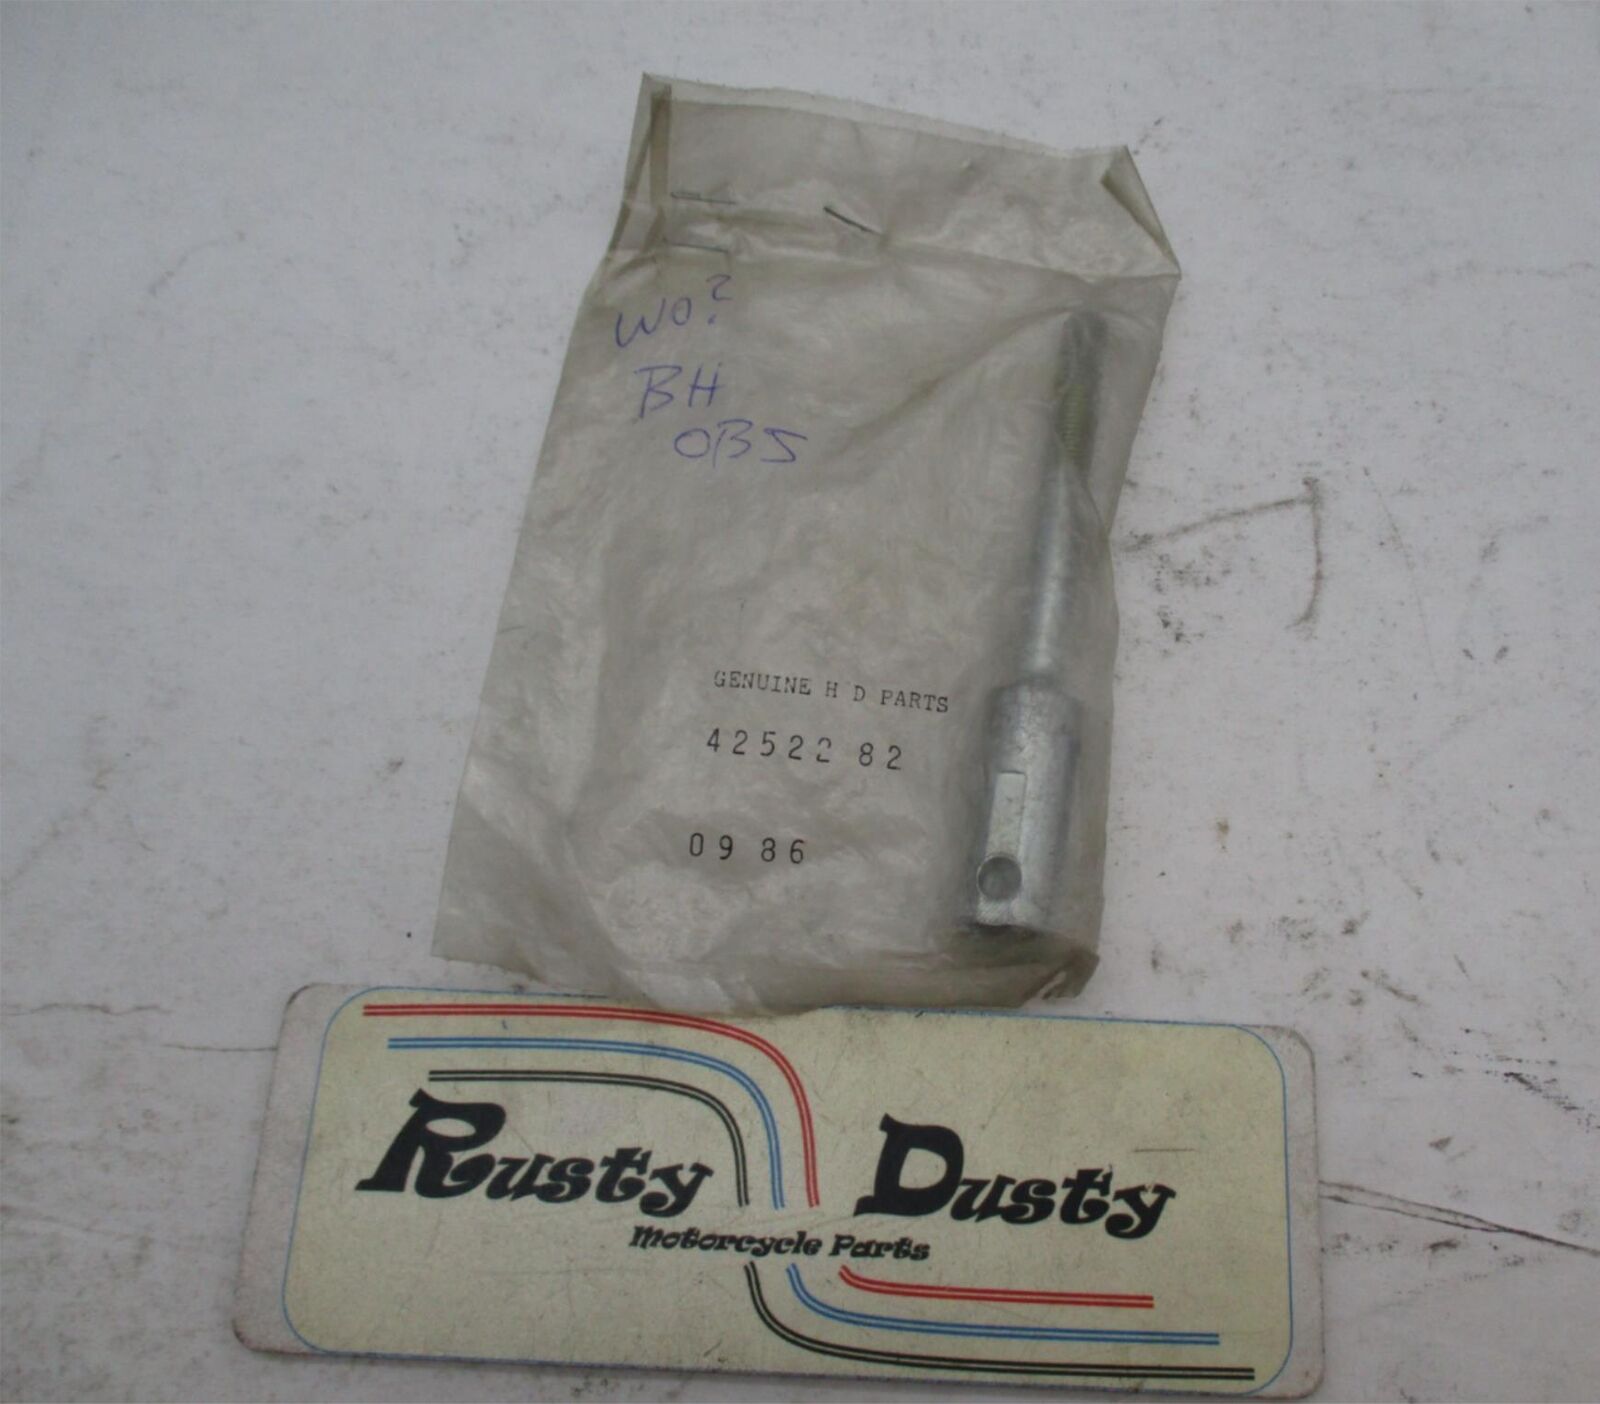 WO?
BH
OBS
GENUINE H D PARTS
42522 82
09 86
Rusty Dusty
Motorcycle Parts